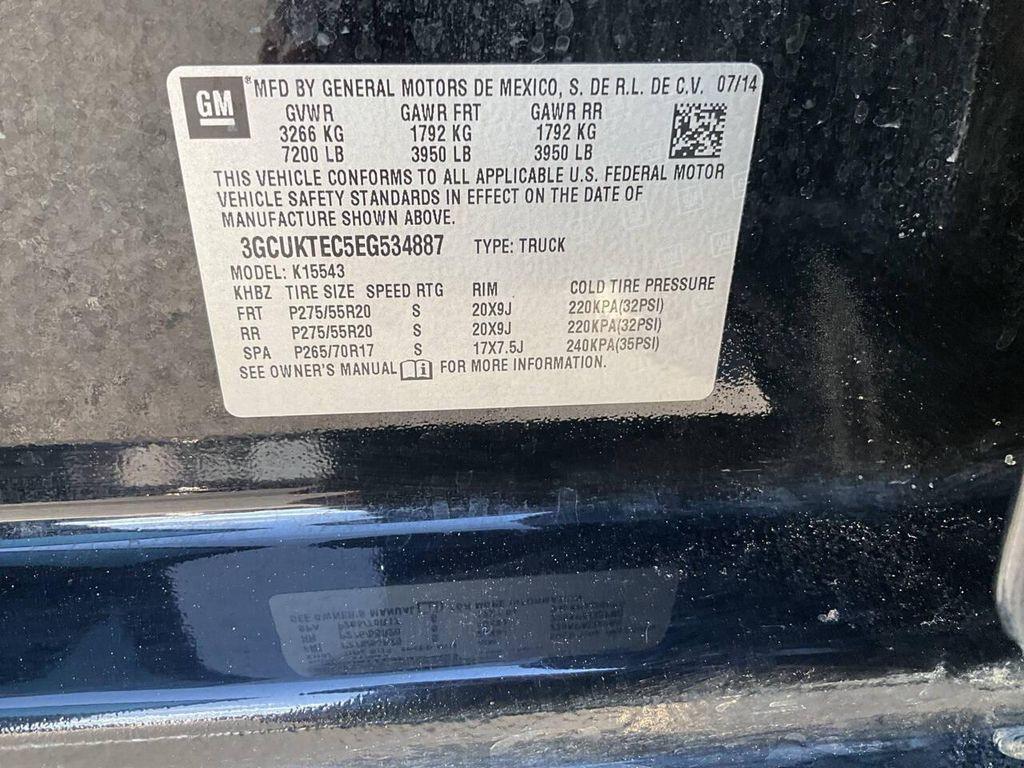 GM ® MFD BY GENERAL MOTORS DE MEXICO, S. DE R.L. DE C.V. 07/14
GVWR GAWR FRT GAWR RR
3266 KG 1792 KG 1792 KG
7200 LB 3950 LB 3950 LB
THIS VEHICLE CONFORMS TO ALL APPLICABLE U.S. FEDERAL MOTOR
VEHICLE SAFETY STANDARDS IN EFFECT ON THE DATE OF
MANUFACTURE SHOWN ABOVE.
3GCUKTEC5EG534887 TYPE: TRUCK
MODEL: K15543
KHBZ TIRE SIZE SPEED RTG RIM COLD TIRE PRESSURE
FRT P275/55R20 S 20X9J 220KPA(32PSI)
RR P275/55R20 S 20X9J 220KPA(32PSI)
SPA P265/70R17 S 17X7.5J 240KPA(35PSI)
SEE OWNER'S MANUAL FOR MORE INFORMATION.